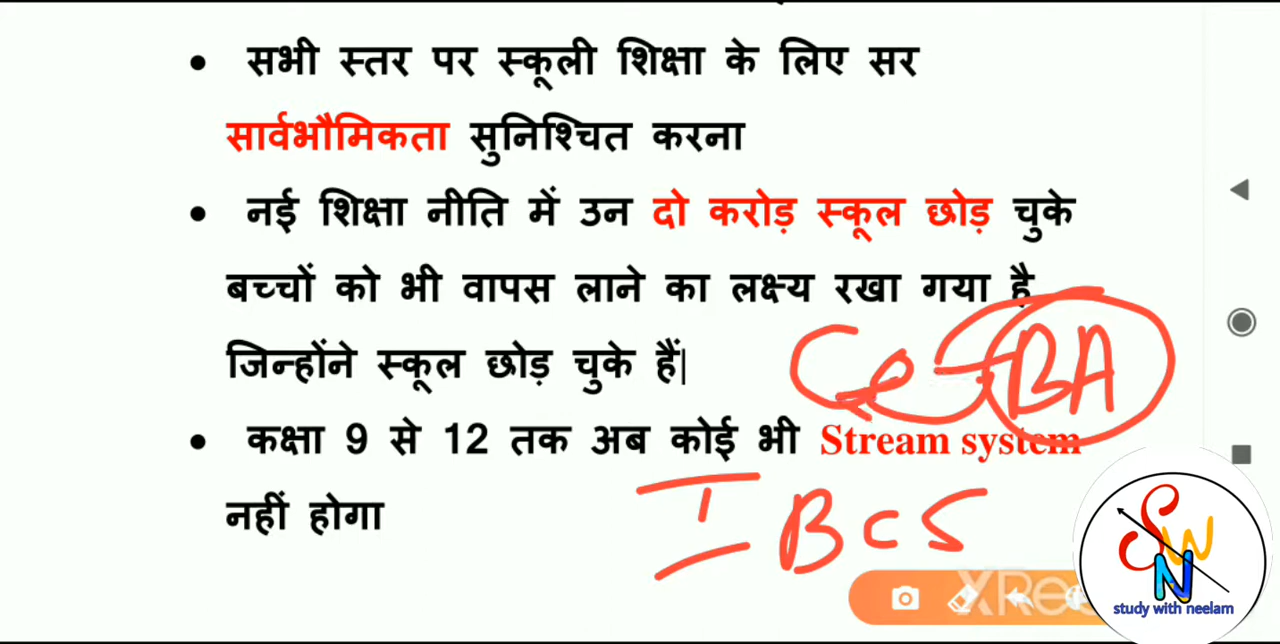 सभी स्तर पर स्कूली शिक्षा के लिए सर
सार्वभौमिकता सुनिश्चित करना
नई शिक्षा नीति में उन दो करोड़ स्कूल छोड़ चुके
बच्चों को भी वापस लाने का लक्ष्य रखा गया है
जिन्होंने स्कूल छोड़ चुके हैं|
BA
कक्षा 9 से 12 तक अब कोई भी Stream system
नहीं होगा
I BCS
SWN
study with neelam